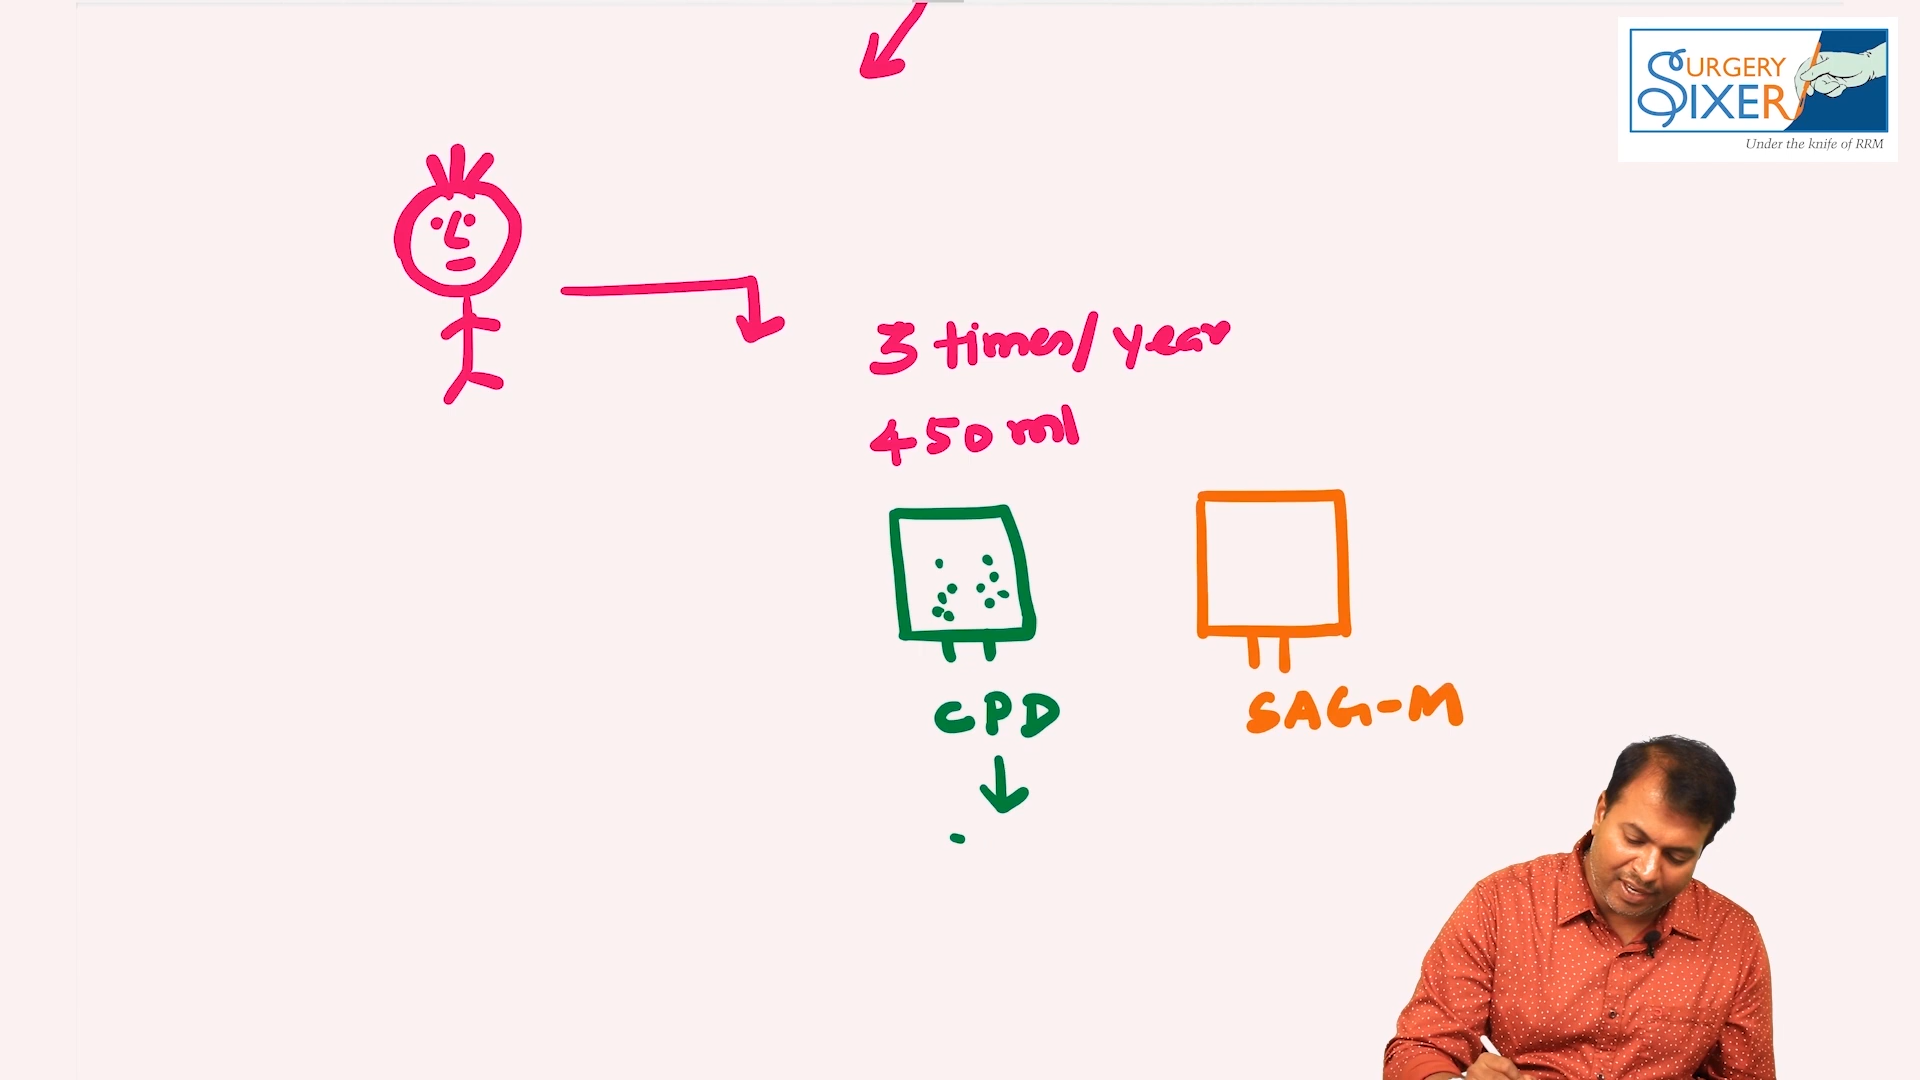 SURGERY
SIXER
Under the knife of RRM
3 times/year
450 ml
CPD
SAG-M